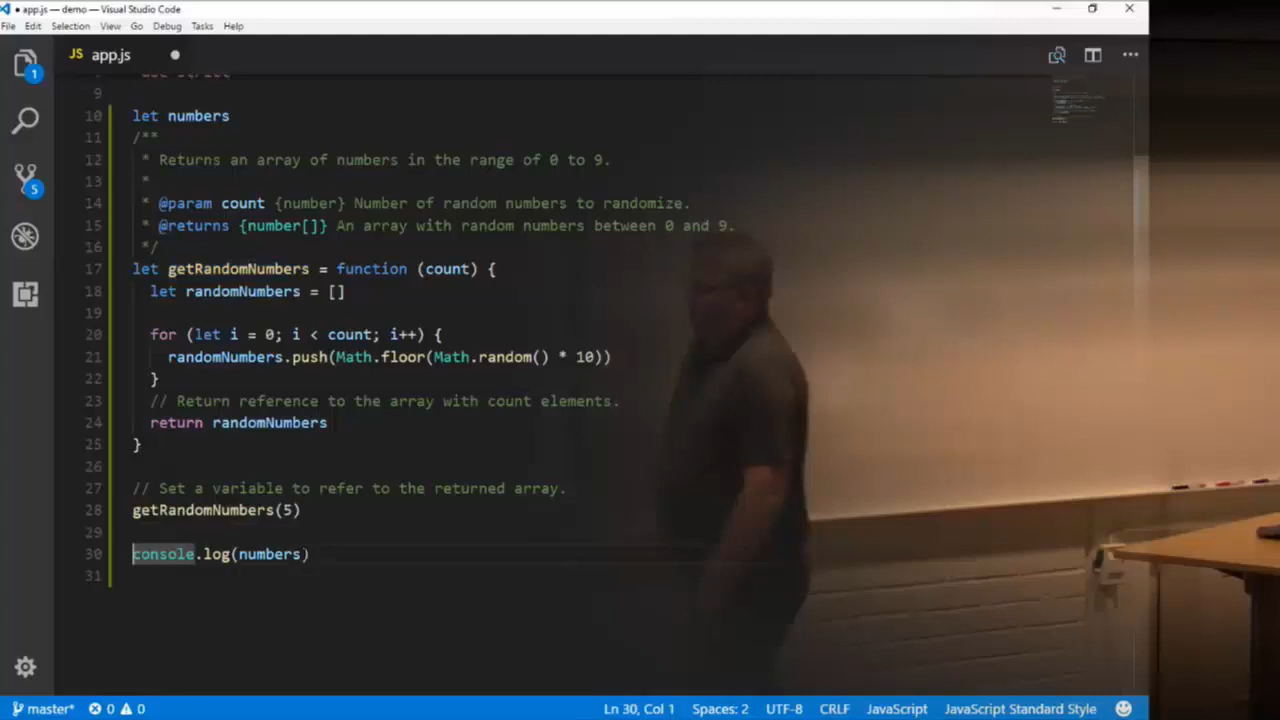 app.js — demo — Visual Studio Code
File Edit Selection View Go Debug Tasks Help
JS app.js
1
9
10 let numbers
11 /**
12 * Returns an array of numbers in the range of 0 to 9.
13 *
14 * @param count {number} Number of random numbers to randomize.
15 * @returns {number[]} An array with random numbers between 0 and 9.
16 */
17 let getRandomNumbers = function (count) {
18 let randomNumbers = []
19
20 for (let i = 0; i < count; i++) {
21 randomNumbers.push(Math.floor(Math.random() * 10))
22 }
23 // Return reference to the array with count elements.
24 return randomNumbers
25 }
26
27 // Set a variable to refer to the returned array.
28 getRandomNumbers(5)
29
30 console.log(numbers)
31
5
master* 0 0 Ln 30, Col 1 Spaces: 2 UTF-8 CRLF JavaScript JavaScript Standard Style